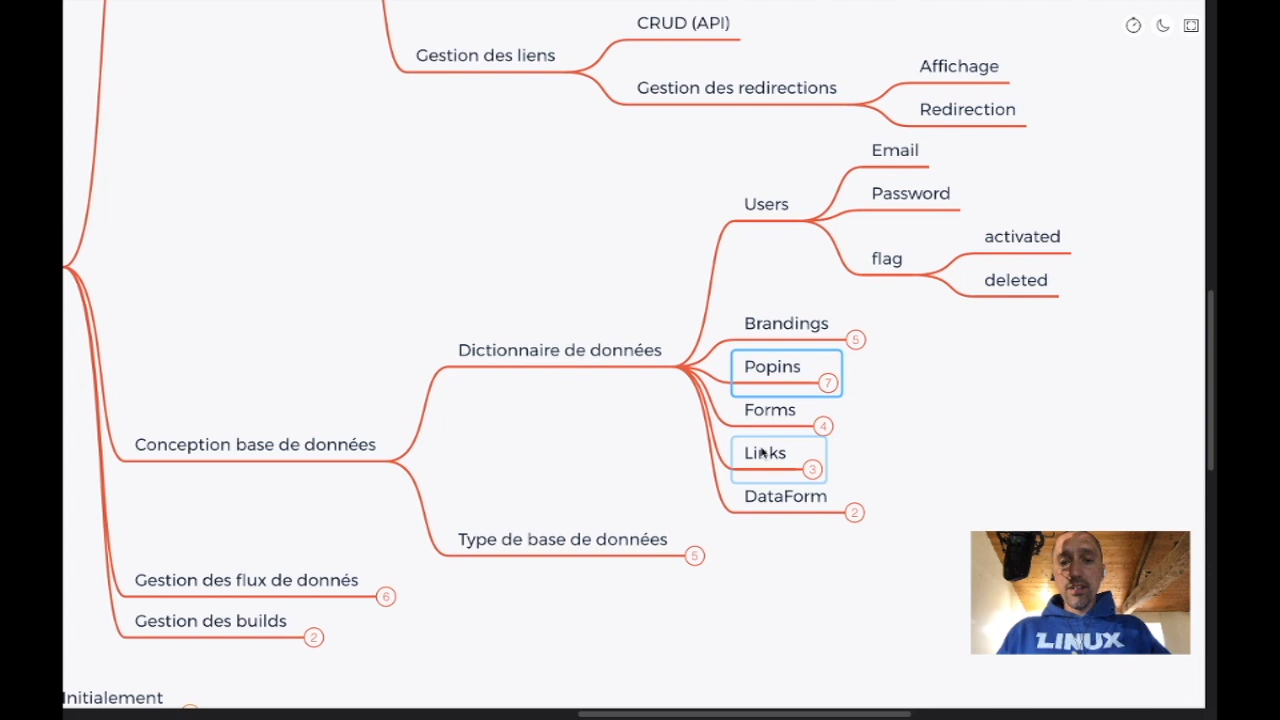 CRUD (API)
Gestion des liens
Affichage
Gestion des redirections
Redirection
Email
Password
Users
activated
flag
deleted
Brandings 5
Dictionnaire de données
Popins 7
Forms 4
Conception base de données
Links 3
DataForm 2
Type de base de données 5
Gestion des flux de donnés 6
Gestion des builds 2
Initialement
LINUX